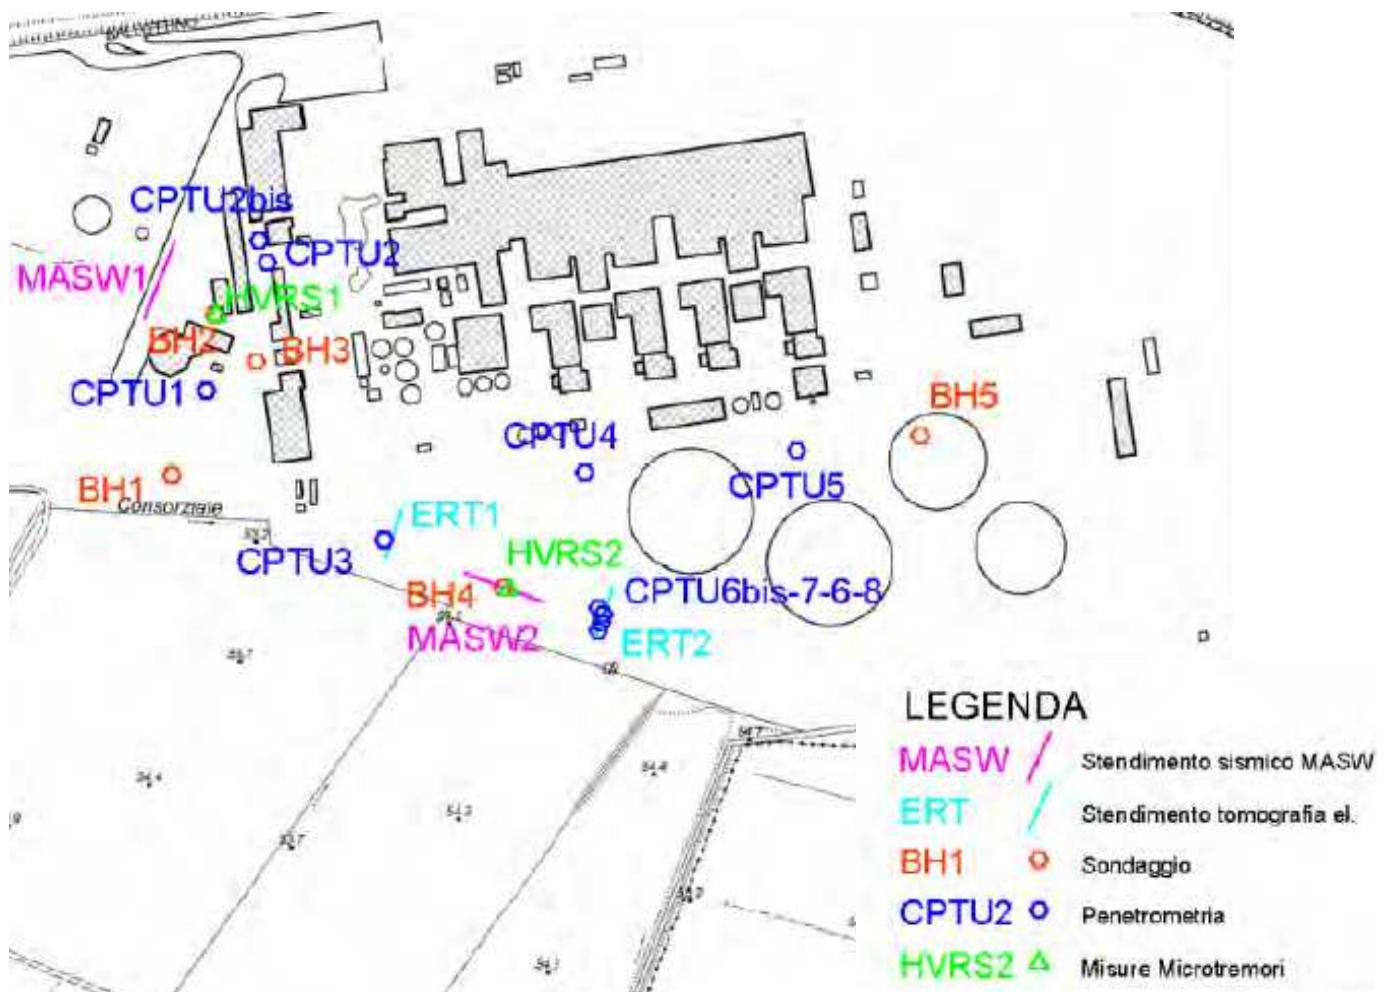 CPTU2bis
CPTU2
MASW1
HVRS1
BH2
BH3
CPTU1
BH5
CPTU4
CPTU5
BH1
Consorziale
ERT1
CPTU3
HVRS2
BH4
CPTU6bis-7-6-8
MASW2
ERT2
LEGENDA
MASW Stendimento sismico MASW
ERT Stendimento tomografia el.
BH1 Sondaggio
CPTU2 Penetrometria
HVRS2 Misure Microtremori